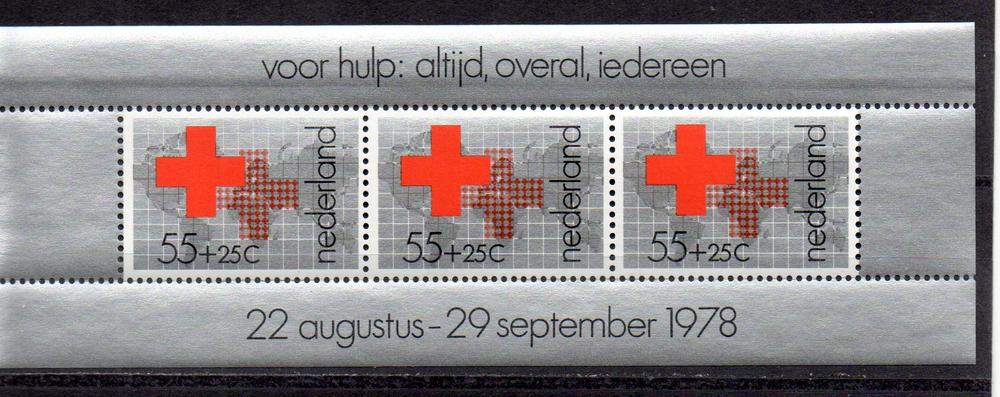 voor hulp: altijd, overal, iedereen
55+25C nederland
55+25C nederland
55+25C nederland
22 augustus - 29 september 1978